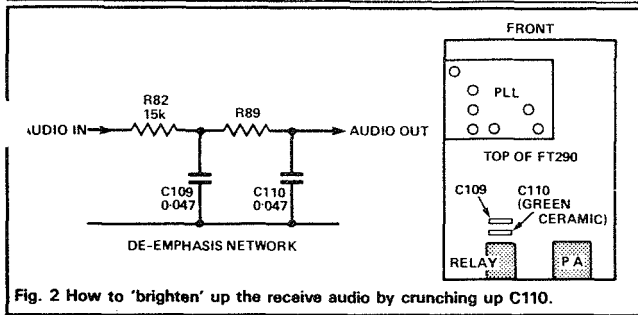 R82
15k
R89
UDIO IN
AUDIO OUT
C109
0·047
C110
0·047
DE-EMPHASIS NETWORK
FRONT
PLL
TOP OF FT290
C109
C110
(GREEN
CERAMIC)
RELAY
PA
Fig. 2 How to 'brighten' up the receive audio by crunching up C110.